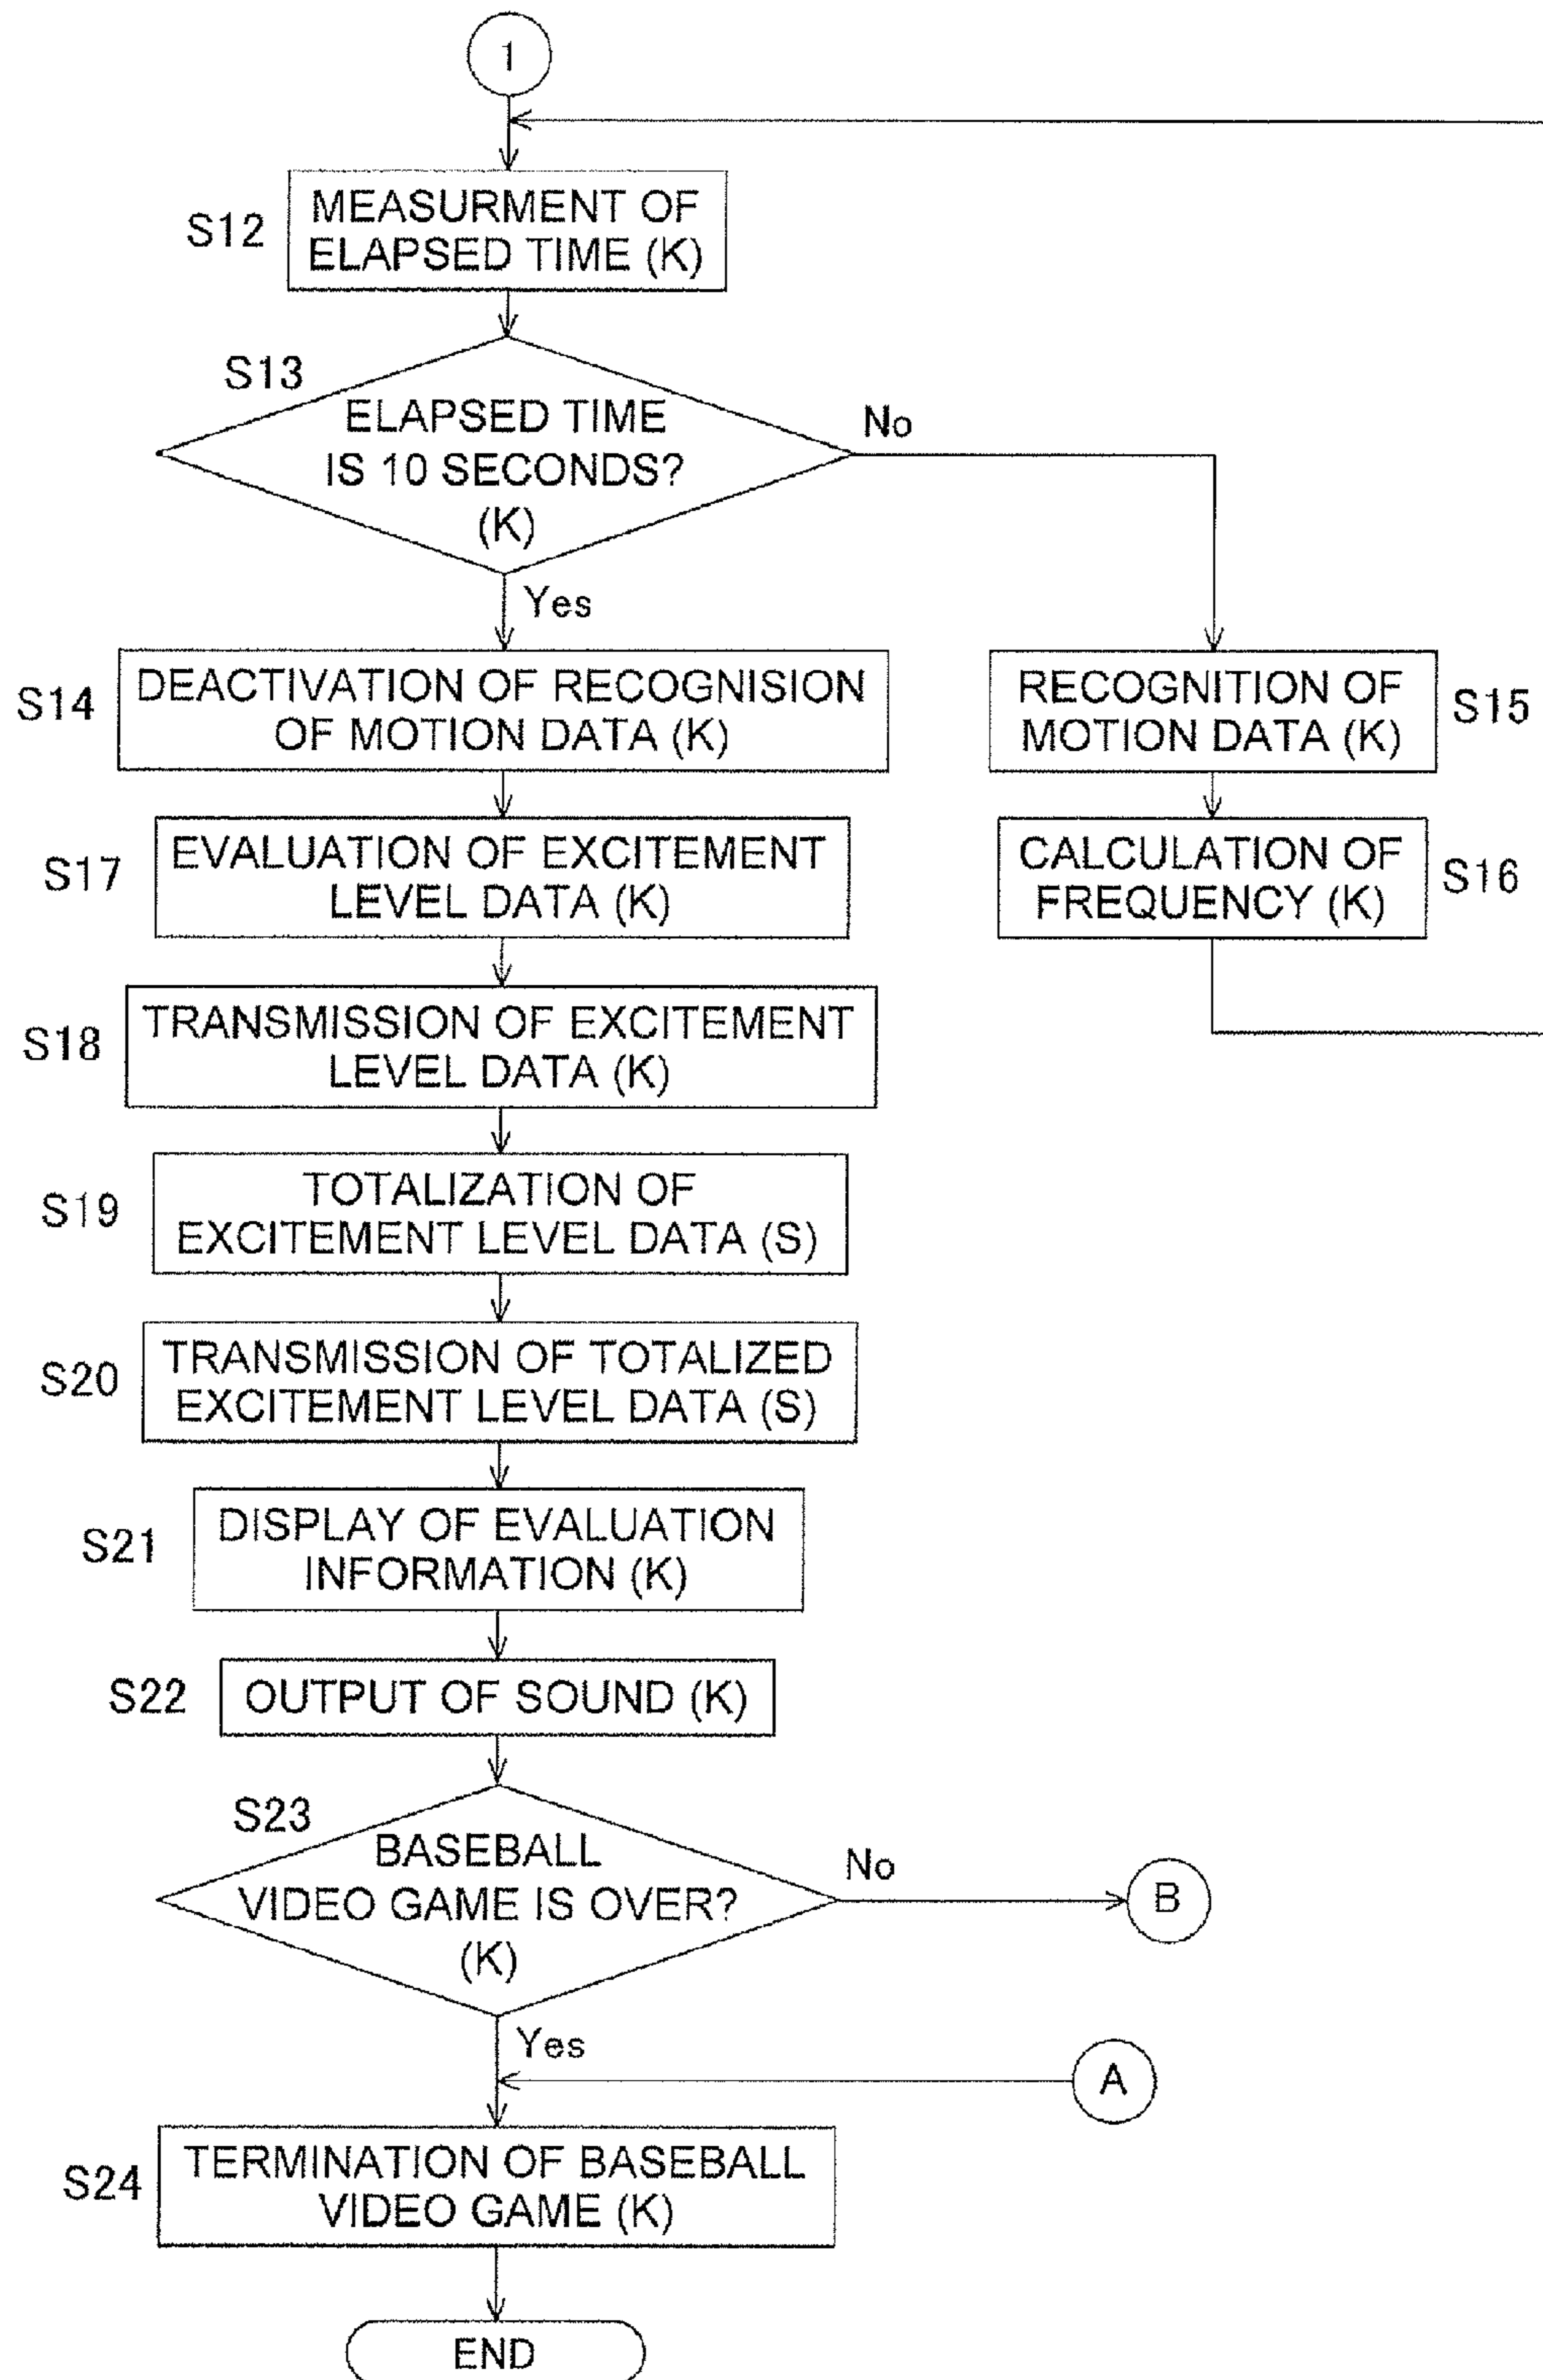 1
S12
MEASURMENT OF
ELAPSED TIME (K)
S13
ELAPSED TIME
IS 10 SECONDS?
(K)
No
Yes
S14
DEACTIVATION OF RECOGNISION
OF MOTION DATA (K)
RECOGNITION OF
MOTION DATA (K)
S15
S17
EVALUATION OF EXCITEMENT
LEVEL DATA (K)
CALCULATION OF
FREQUENCY (K)
S16
S18
TRANSMISSION OF EXCITEMENT
LEVEL DATA (K)
S19
TOTALIZATION OF
EXCITEMENT LEVEL DATA (S)
S20
TRANSMISSION OF TOTALIZED
EXCITEMENT LEVEL DATA (S)
S21
DISPLAY OF EVALUATION
INFORMATION (K)
S22
OUTPUT OF SOUND (K)
S23
BASEBALL
VIDEO GAME IS OVER?
(K)
No
B
Yes
A
S24
TERMINATION OF BASEBALL
VIDEO GAME (K)
END